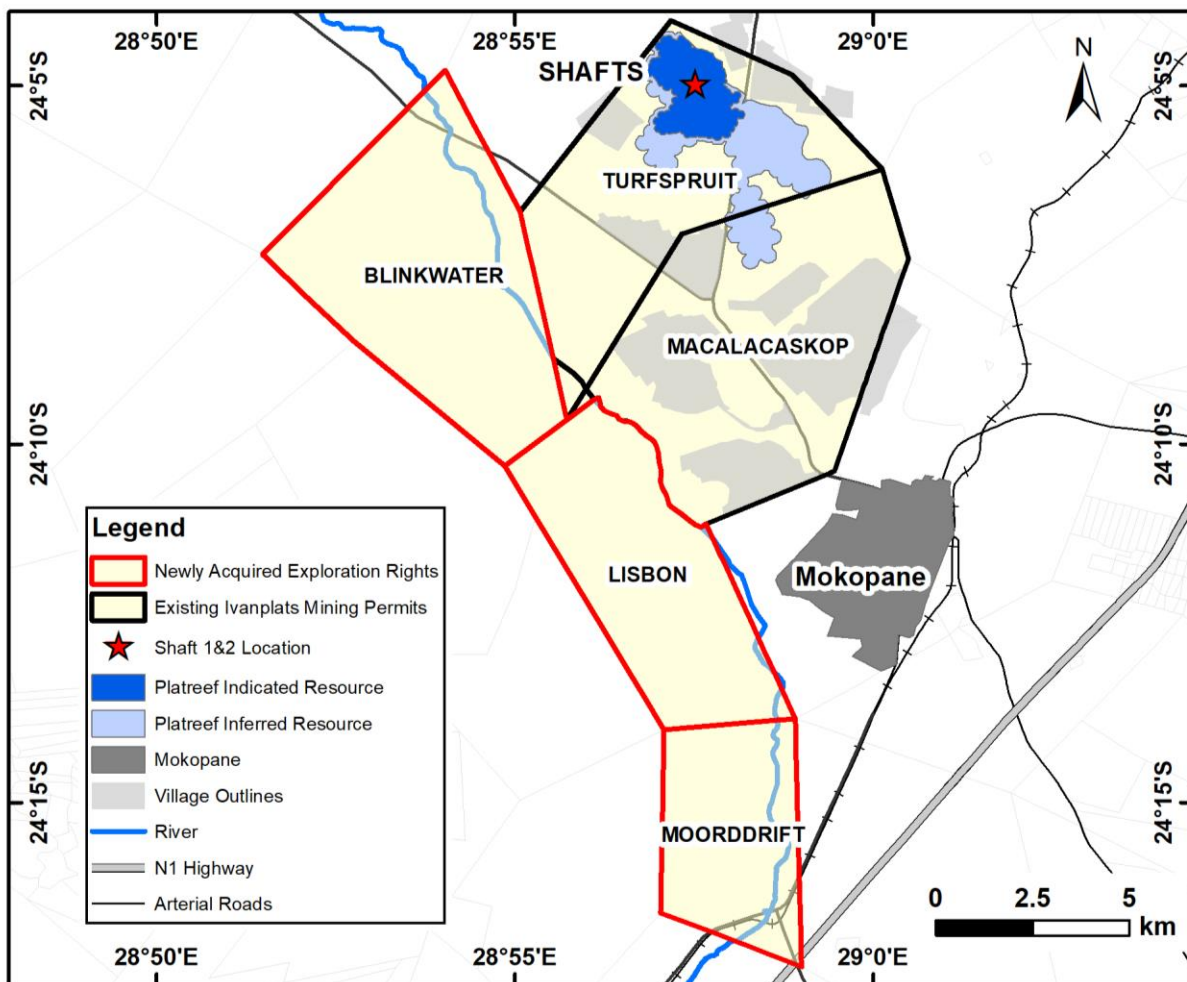 28°50'E
28°55'E
29°0'E
N
24°5'S
SHAFTS
24°5'S
TURFSPRUIT
BLINKWATER
MACALACASKOP
24°10'S
24°10'S
Legend
Newly Acquired Exploration Rights
Existing Ivanplats Mining Permits
Shaft 1&2 Location
Platreef Indicated Resource
Platreef Inferred Resource
Mokopane
Village Outlines
River
N1 Highway
Arterial Roads
LISBON
Mokopane
24°15'S
24°15'S
MOORDDRIFT
0 2.5 5
km
28°50'E
28°55'E
29°0'E